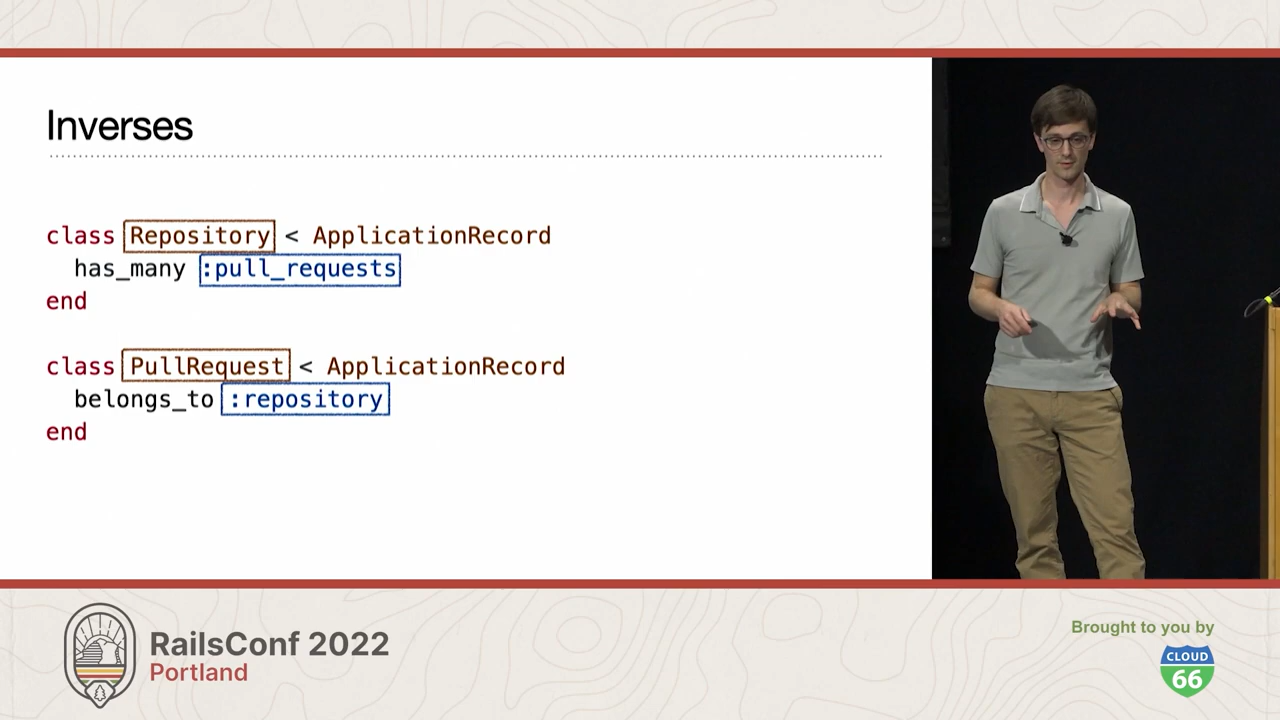 Inverses
class Repository < ApplicationRecord
has_many :pull_requests
end
class PullRequest < ApplicationRecord
belongs_to :repository
end
RailsConf 2022
Portland
Brought to you by
CLOUD
66